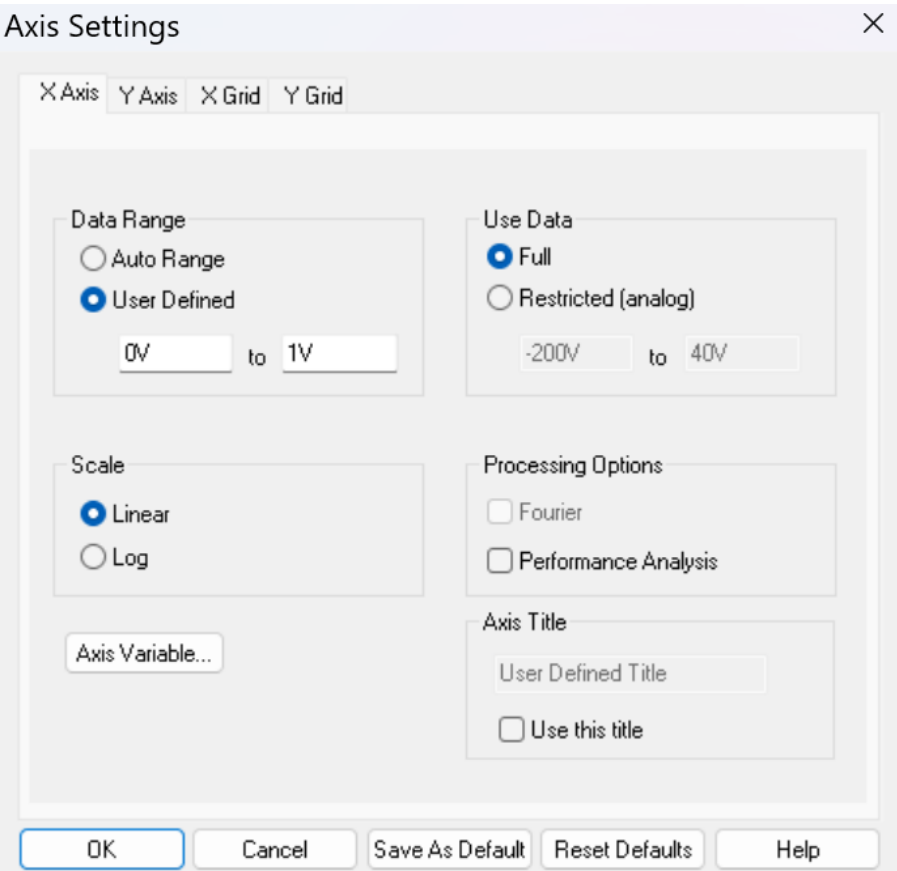 Axis Settings
X Axis Y Axis X Grid Y Grid
Data Range
Auto Range
User Defined
0V to 1V
Use Data
Full
Restricted (analog)
-200V to 40V
Scale
Linear
Log
Processing Options
Fourier
Performance Analysis
Axis Variable...
Axis Title
User Defined Title
Use this title
OK Cancel Save As Default Reset Defaults Help